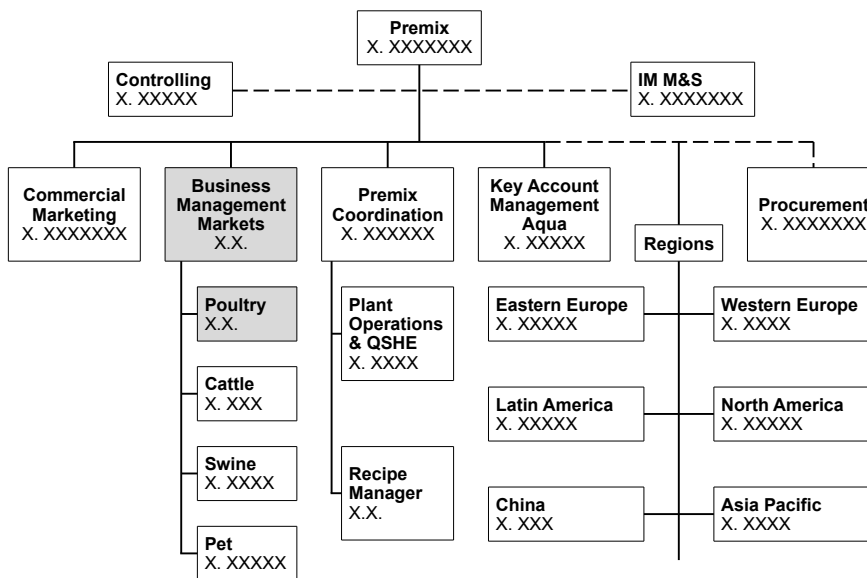 Premix
X. XXXXXXX
Controlling
X. XXXXX
IM M&S
X. XXXXXXX
Commercial
Marketing
X. XXXXXXX
Business
Management
Markets
X.X.
Premix
Coordination
X. XXXXXX
Key Account
Management
Aqua
X. XXXXX
Regions
Procurement
X. XXXXXXX
Poultry
X.X.
Cattle
X. XXX
Swine
X. XXXX
Pet
X. XXXXX
Plant
Operations
& QSHE
X. XXXX
Recipe
Manager
X.X.
Eastern Europe
X. XXXXX
Western Europe
X. XXXX
Latin America
X. XXXXX
North America
X. XXXXX
China
X. XXX
Asia Pacific
X. XXXX